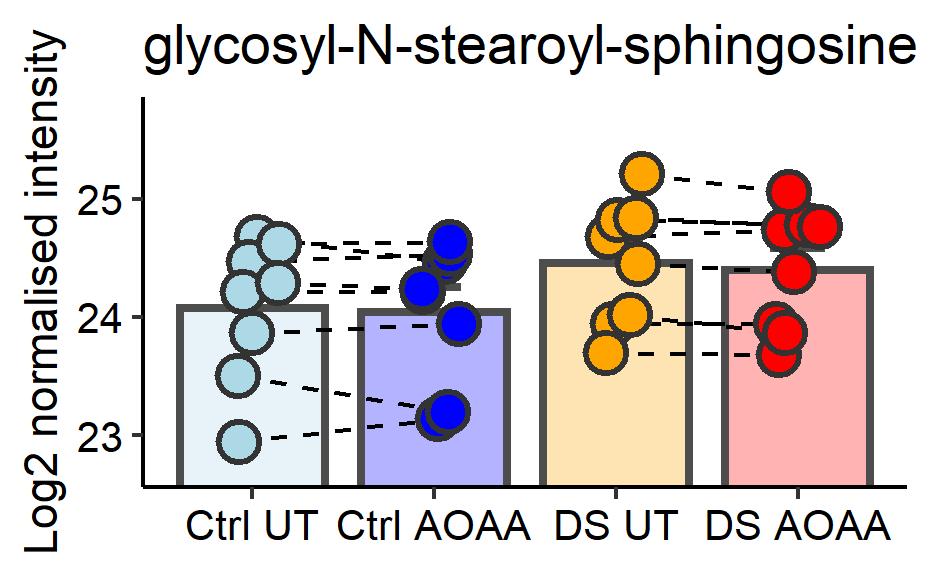 glycosyl-N-stearoyl-sphingosine
Log2 normalised intensity
25
24
23
Ctrl UT
Ctrl AOAA
DS UT
DS AOAA